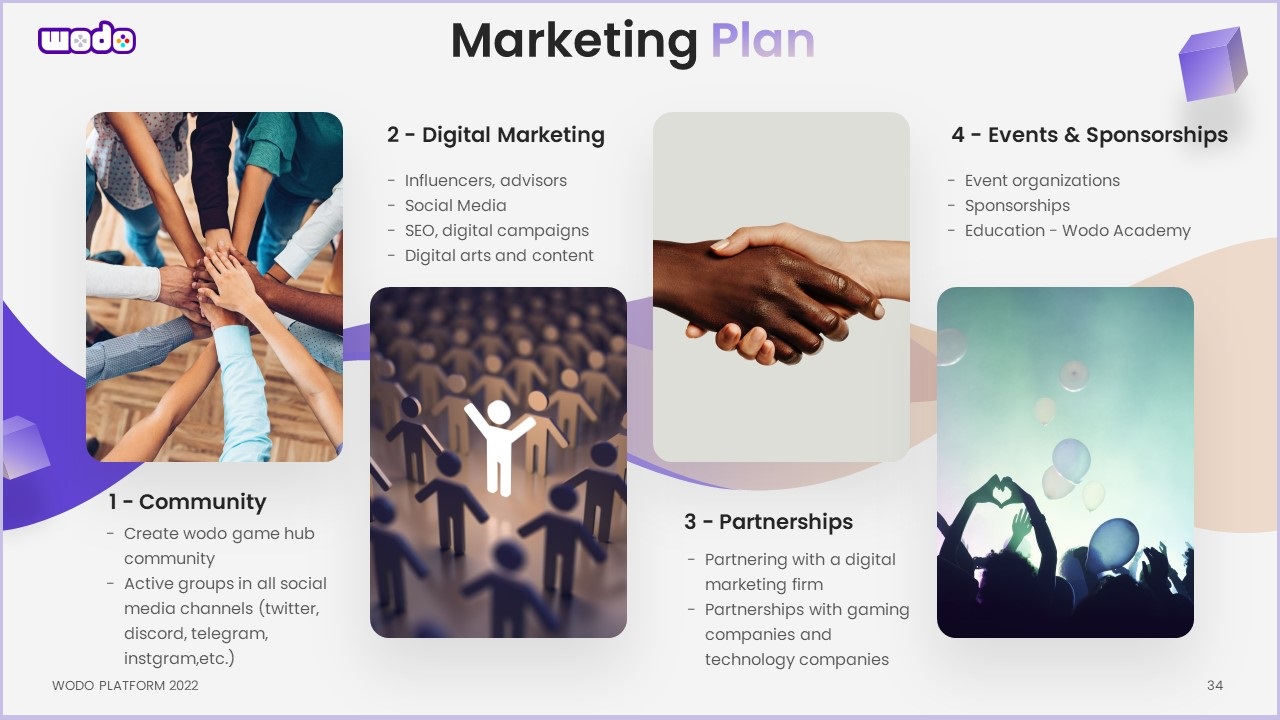 wodo
Marketing Plan
1 - Community
- Create wodo game hub
community
- Active groups in all social
media channels (twitter,
discord, telegram,
instgram,etc.)
2 - Digital Marketing
- Influencers, advisors
- Social Media
- SEO, digital campaigns
- Digital arts and content
3 - Partnerships
- Partnering with a digital
marketing firm
- Partnerships with gaming
companies and
technology companies
4 - Events & Sponsorships
- Event organizations
- Sponsorships
- Education - Wodo Academy
WODO PLATFORM 2022
34